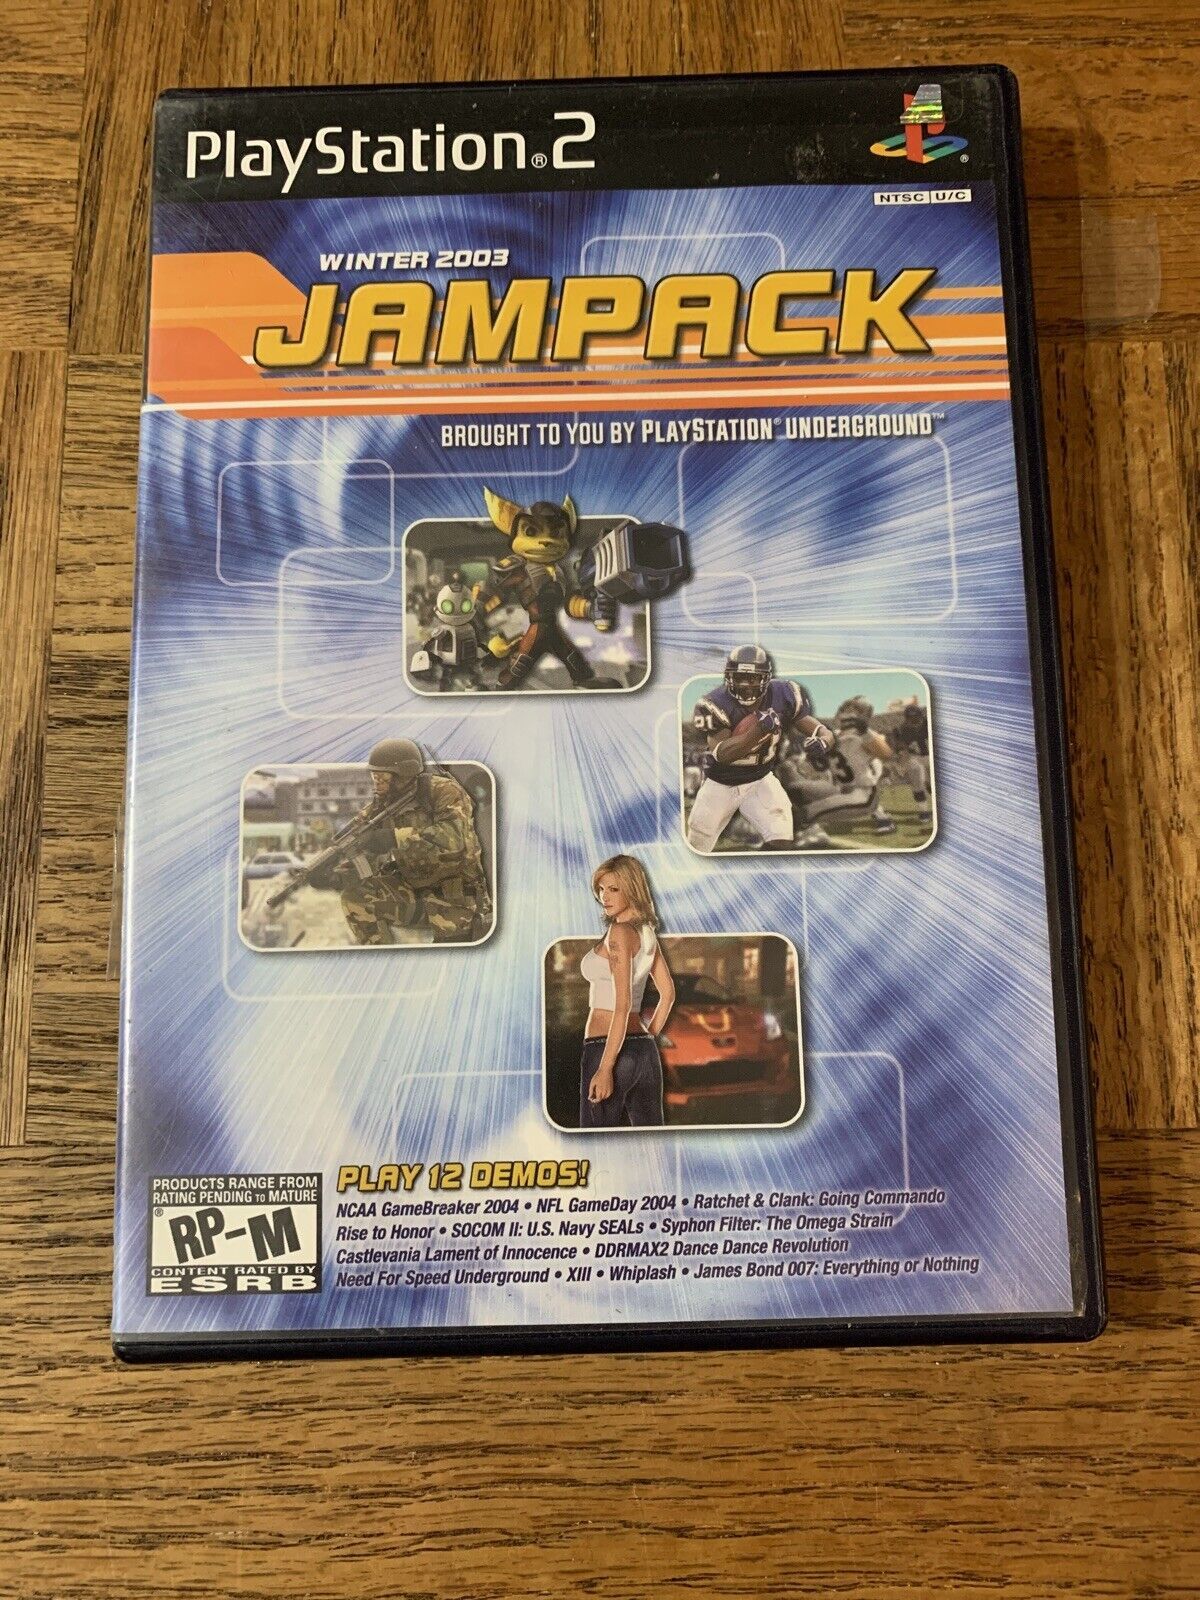 PlayStation®2
NTSC U/C
WINTER 2003
JAMPACK
BROUGHT TO YOU BY PLAYSTATION® UNDERGROUND™
21
21
PRODUCTS RANGE FROM
RATING PENDING TO MATURE
RP-M
CONTENT RATED BY
ESRB
PLAY 12 DEMOS!
NCAA GameBreaker 2004 • NFL GameDay 2004 • Ratchet & Clank: Going Commando
Rise to Honor • SOCOM II: U.S. Navy SEALs • Syphon Filter: The Omega Strain
Castlevania Lament of Innocence • DDRMAX2 Dance Dance Revolution
Need For Speed Underground • XIII • Whiplash • James Bond 007: Everything or Nothing